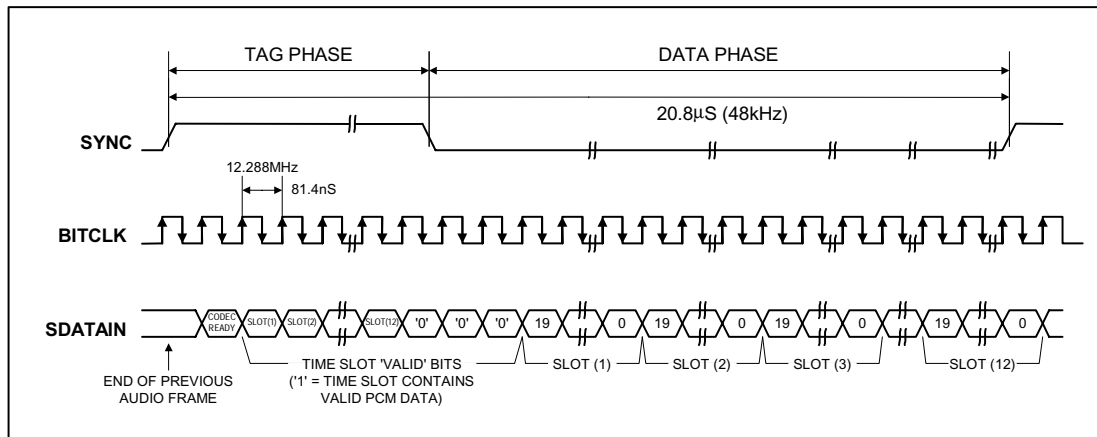 TAG PHASE
DATA PHASE
20.8µS (48kHz)
SYNC
12.288MHz
81.4nS
BITCLK
SDATAIN
CODEC
READY
SLOT(1)
SLOT(2)
SLOT(12)
'0'
'0'
'0'
19
0
19
0
19
0
19
0
END OF PREVIOUS
AUDIO FRAME
TIME SLOT 'VALID' BITS
('1' = TIME SLOT CONTAINS
VALID PCM DATA)
SLOT (1)
SLOT (2)
SLOT (3)
SLOT (12)